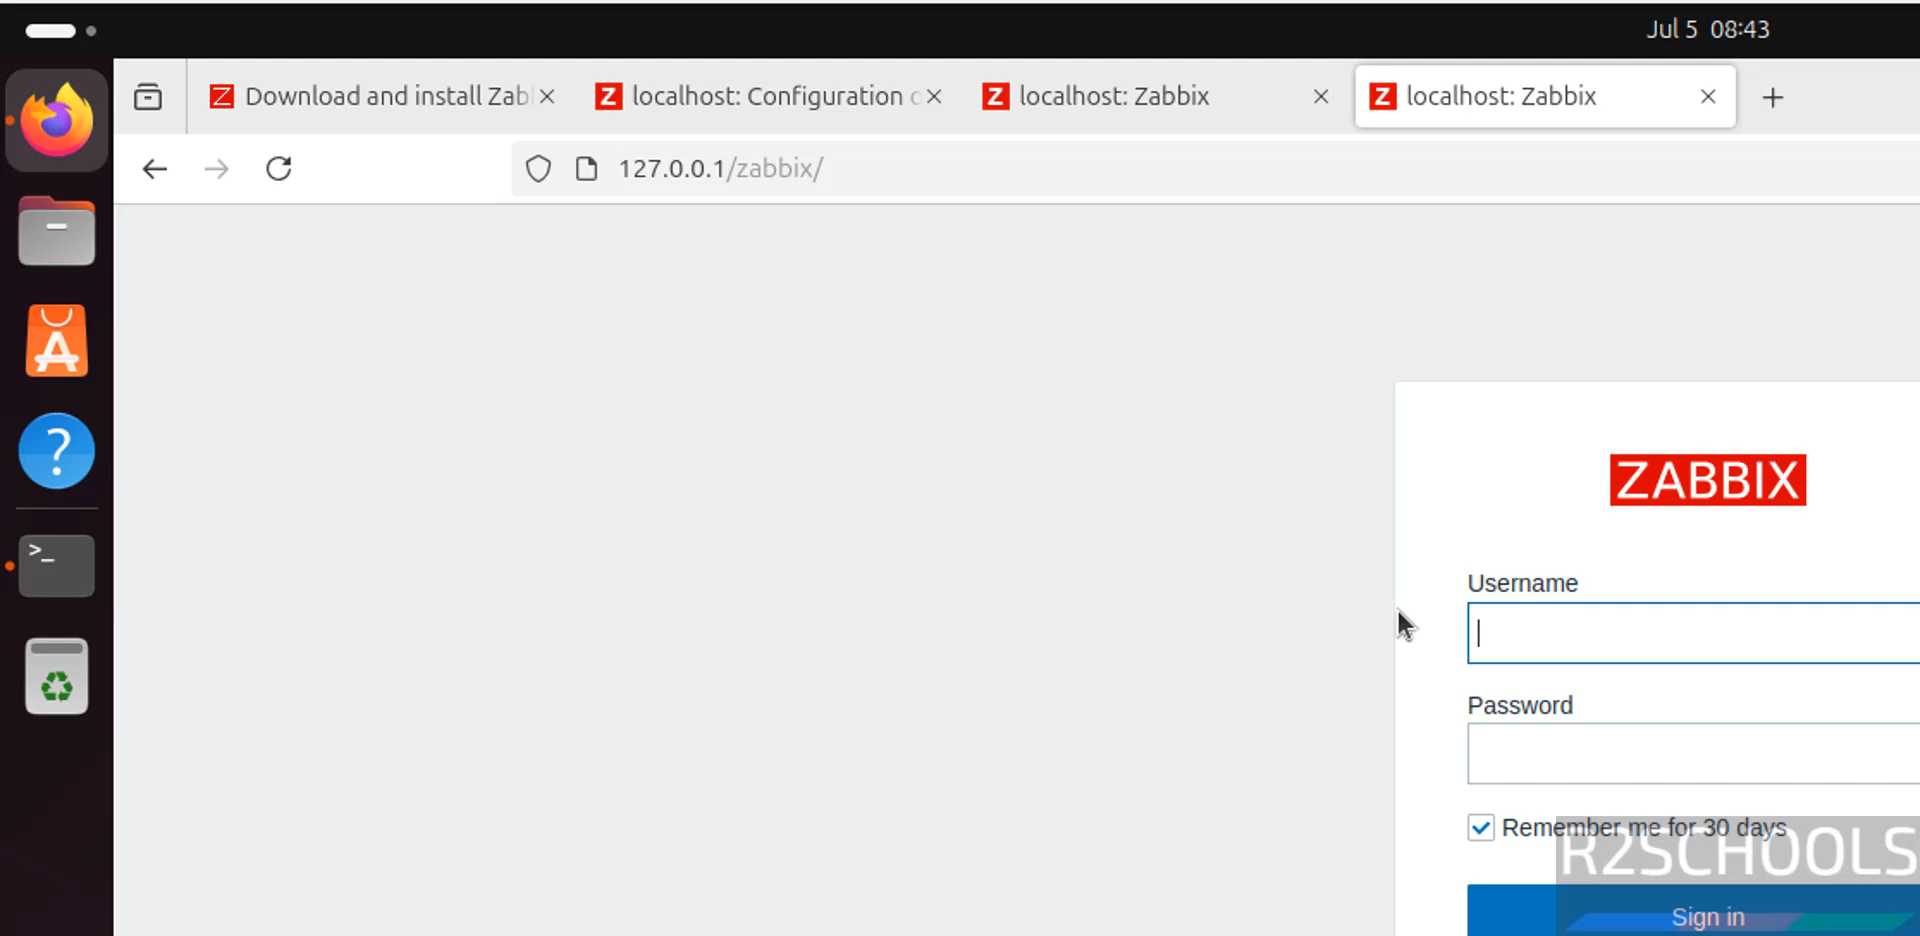 Jul 5 08:43
Download and install Zab
localhost: Configuration o
localhost: Zabbix
localhost: Zabbix
127.0.0.1/zabbix/
ZABBIX
Username
Password
Remember me for 30 days
R2SCHOOLS
Sign in